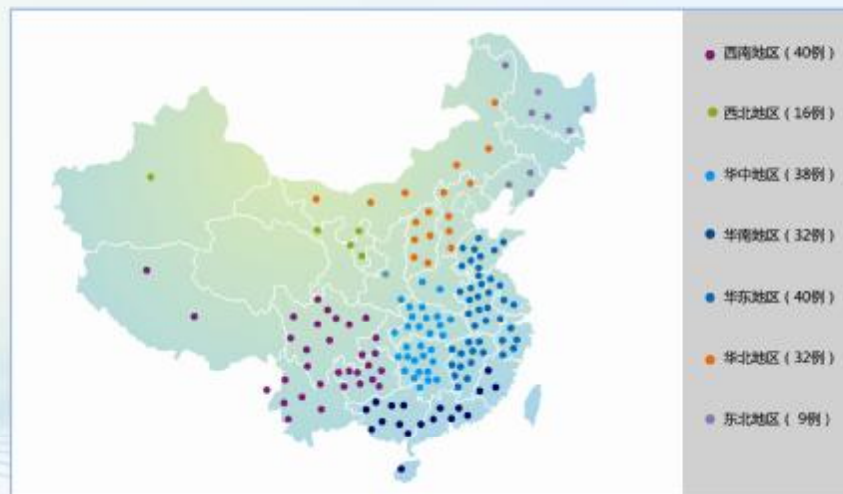 西南地区（40例）
西北地区（16例）
华中地区（38例）
华南地区（32例）
华东地区（40例）
华北地区（32例）
东北地区（ 9例）